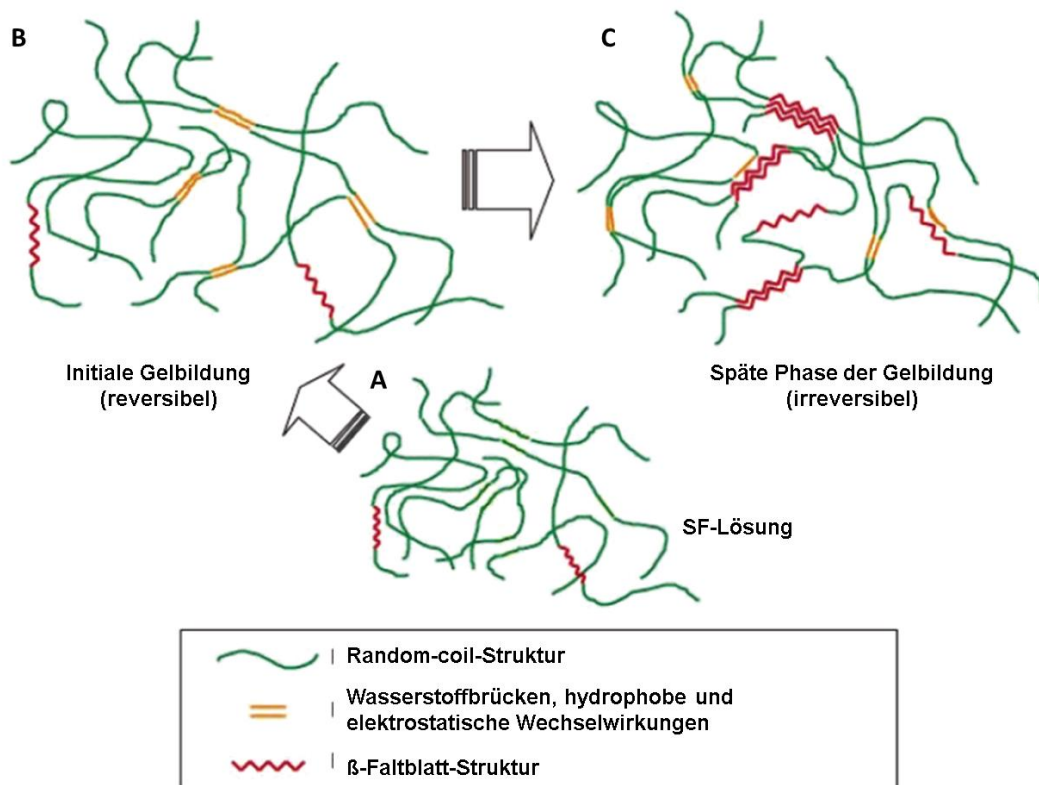 B
C
Initiale Gelbildung
(reversibel)
Späte Phase der Gelbildung
(irreversibel)
A
SF-Lösung
Random-coil-Struktur
Wasserstoffbrücken, hydrophobe und
elektrostatische Wechselwirkungen
ß-Faltblatt-Struktur